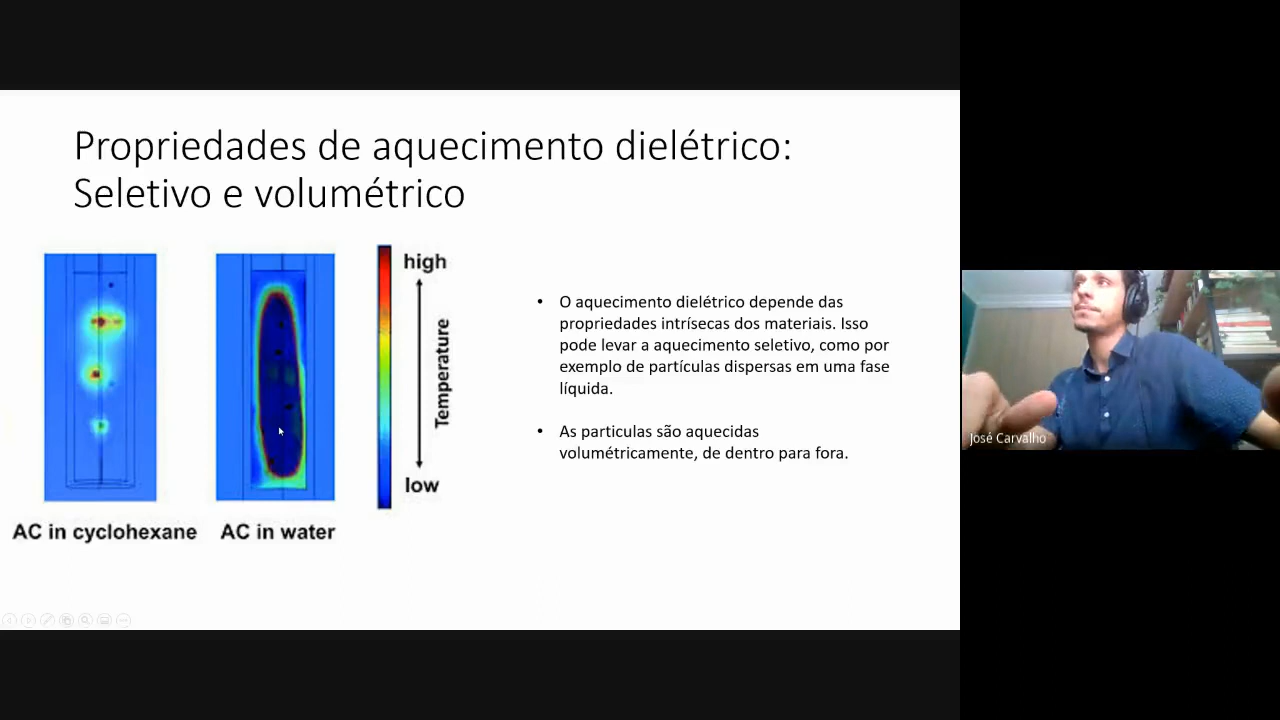 Propriedades de aquecimento dielétrico:
Seletivo e volumétrico
high
Temperature
low
AC in cyclohexane
AC in water
• O aquecimento dielétrico depende das
propriedades intrísecas dos materiais. Isso
pode levar a aquecimento seletivo, como por
exemplo de partículas dispersas em uma fase
líquida.
• As particulas são aquecidas
volumétricamente, de dentro para fora.
José Carvalho